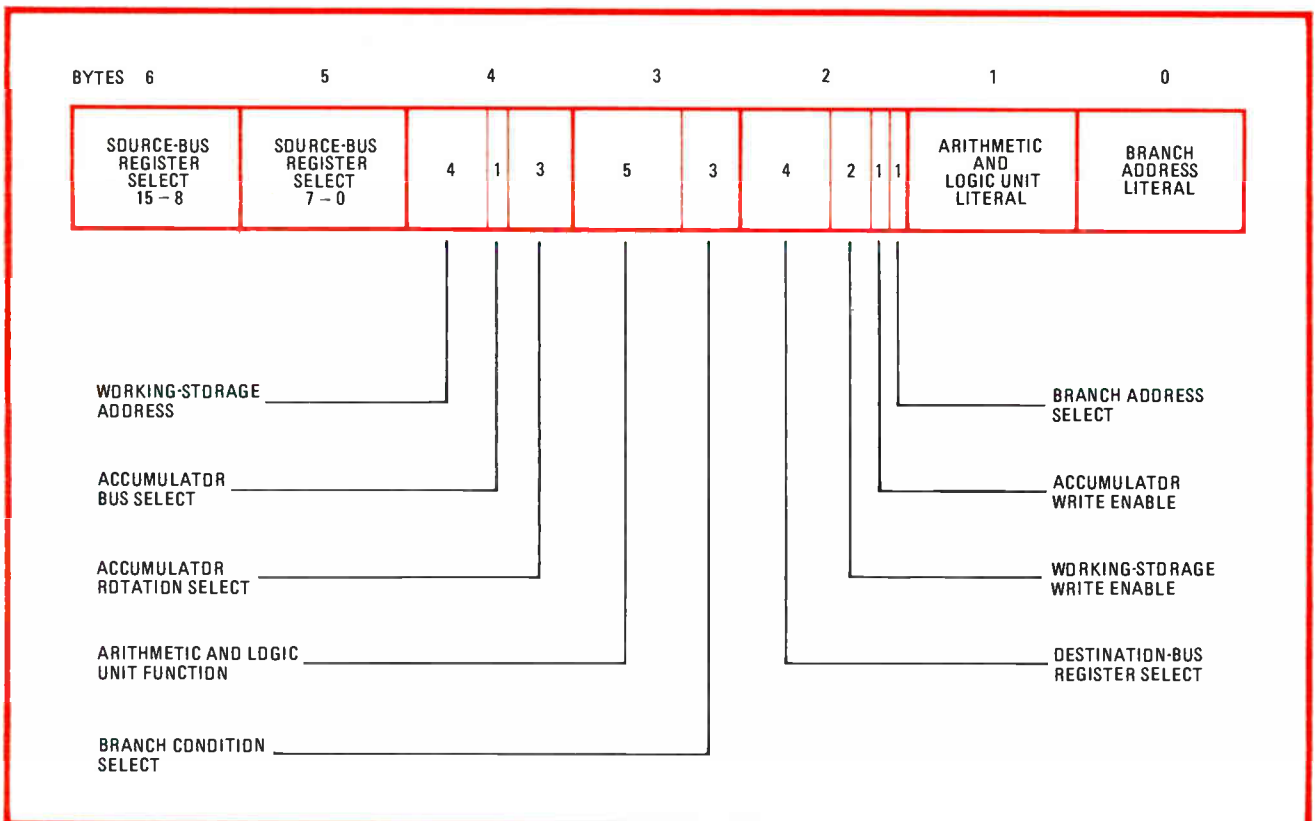 BYTES 6 5 4 3 2 1 0
SOURCE-BUS
REGISTER
SELECT
15 – 8
SOURCE-BUS
REGISTER
SELECT
7 – 0
4 1 3 5 3 4 2 1 1
ARITHMETIC
AND
LOGIC UNIT
LITERAL
BRANCH
ADDRESS
LITERAL
WORKING-STORAGE
ADDRESS
ACCUMULATOR
BUS SELECT
ACCUMULATOR
ROTATION SELECT
ARITHMETIC AND LOGIC
UNIT FUNCTION
BRANCH CONDITION
SELECT
BRANCH ADDRESS
SELECT
ACCUMULATOR
WRITE ENABLE
WORKING-STORAGE
WRITE ENABLE
DESTINATION-BUS
REGISTER SELECT